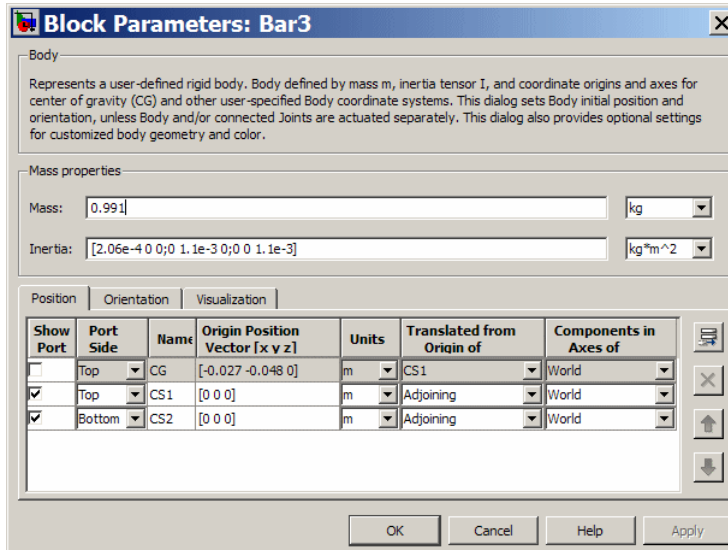 Block Parameters: Bar3
Body
Represents a user-defined rigid body. Body defined by mass m, inertia tensor I, and coordinate origins and axes for
center of gravity (CG) and other user-specified Body coordinate systems. This dialog sets Body initial position and
orientation, unless Body and/or connected Joints are actuated separately. This dialog also provides optional settings
for customized body geometry and color.
Mass properties
Mass: 0.991 kg
Inertia: [2.06e-4 0 0;0 1.1e-3 0;0 0 1.1e-3] kg*m^2
Position Orientation Visualization
Show Port Port Side Name Origin Position Vector [x y z] Units Translated from Origin of Components in Axes of
Top CG [-0.027 -0.048 0] m CS1 World
Top CS1 [0 0 0] m Adjoining World
Bottom CS2 [0 0 0] m Adjoining World
OK Cancel Help Apply